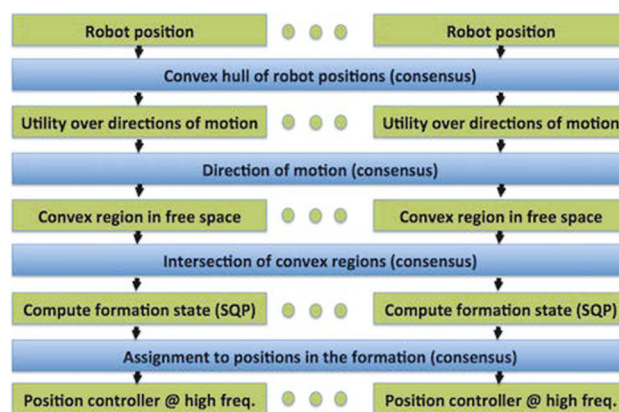 Robot position
Robot position
Convex hull of robot positions (consensus)
Utility over directions of motion
Utility over directions of motion
Direction of motion (consensus)
Convex region in free space
Convex region in free space
Intersection of convex regions (consensus)
Compute formation state (SQP)
Compute formation state (SQP)
Assignment to positions in the formation (consensus)
Position controller @ high freq.
Position controller @ high freq.